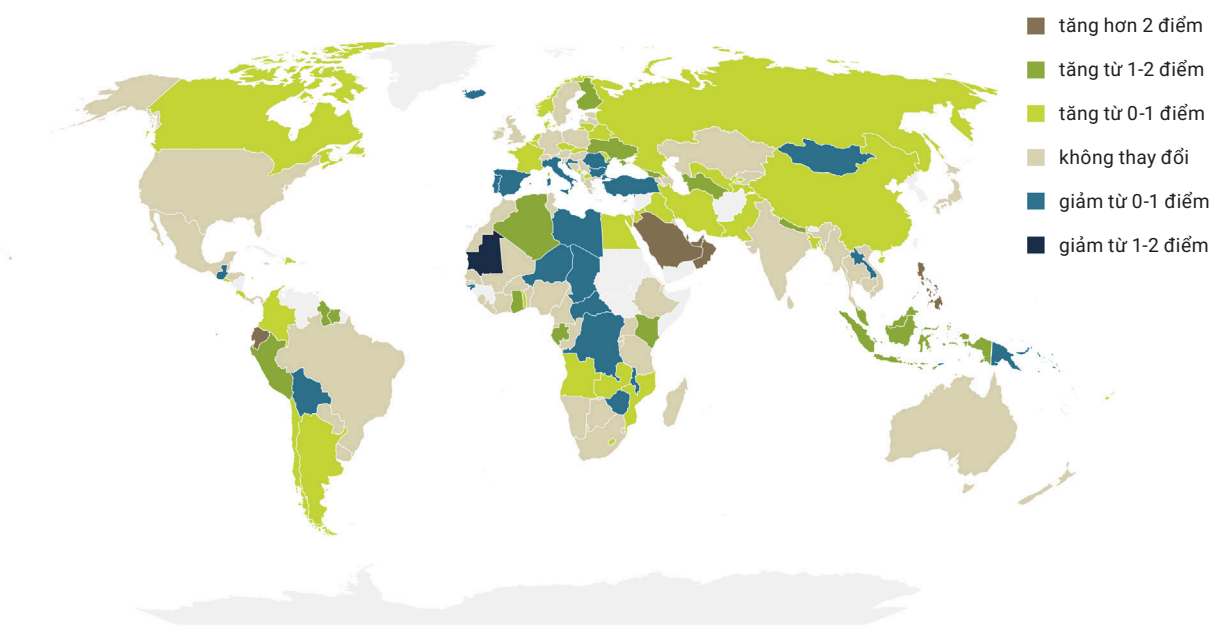 tăng hơn 2 điểm
tăng từ 1-2 điểm
tăng từ 0-1 điểm
không thay đổi
giảm từ 0-1 điểm
giảm từ 1-2 điểm